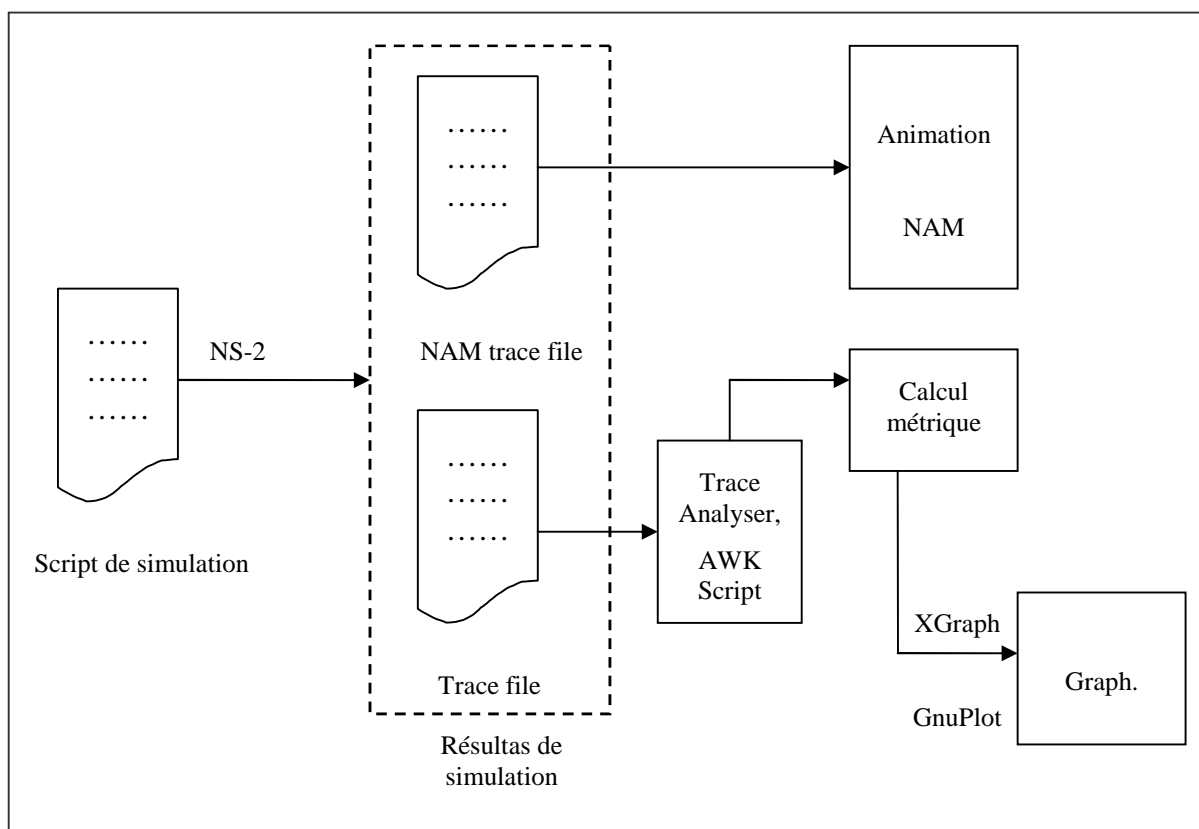 ......
......
......
Animation
NAM
NAM trace file
......
......
......
NS-2
Script de simulation
......
......
......
Trace file
Résultas de
simulation
Trace
Analyser,
AWK
Script
Calcul
métrique
XGraph
GnuPlot
Graph.